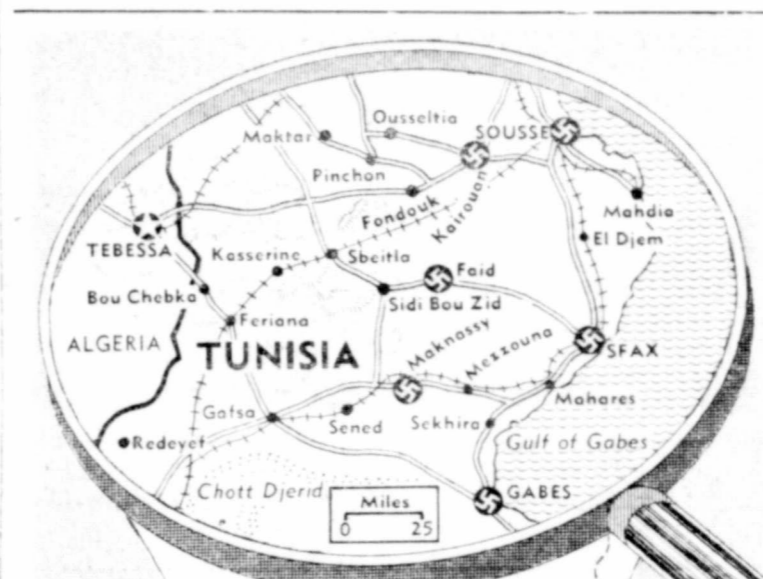 Ousseltia
Maktar
SOUSSE
Pinchon
Fondouk
Kairouan
Mahdia
TEBESSA
El Djem
Kasserine
Sbeitla
Faid
Bou Chebka
Sidi Bou Zid
Feriana
ALGERIA
TUNISIA
Maknassy
Mezzouna
SFAX
Gafsa
Sened
Mahares
Sekhira
Redeyef
Gulf of Gabes
Chott Djerid
Miles
0 25
GABES